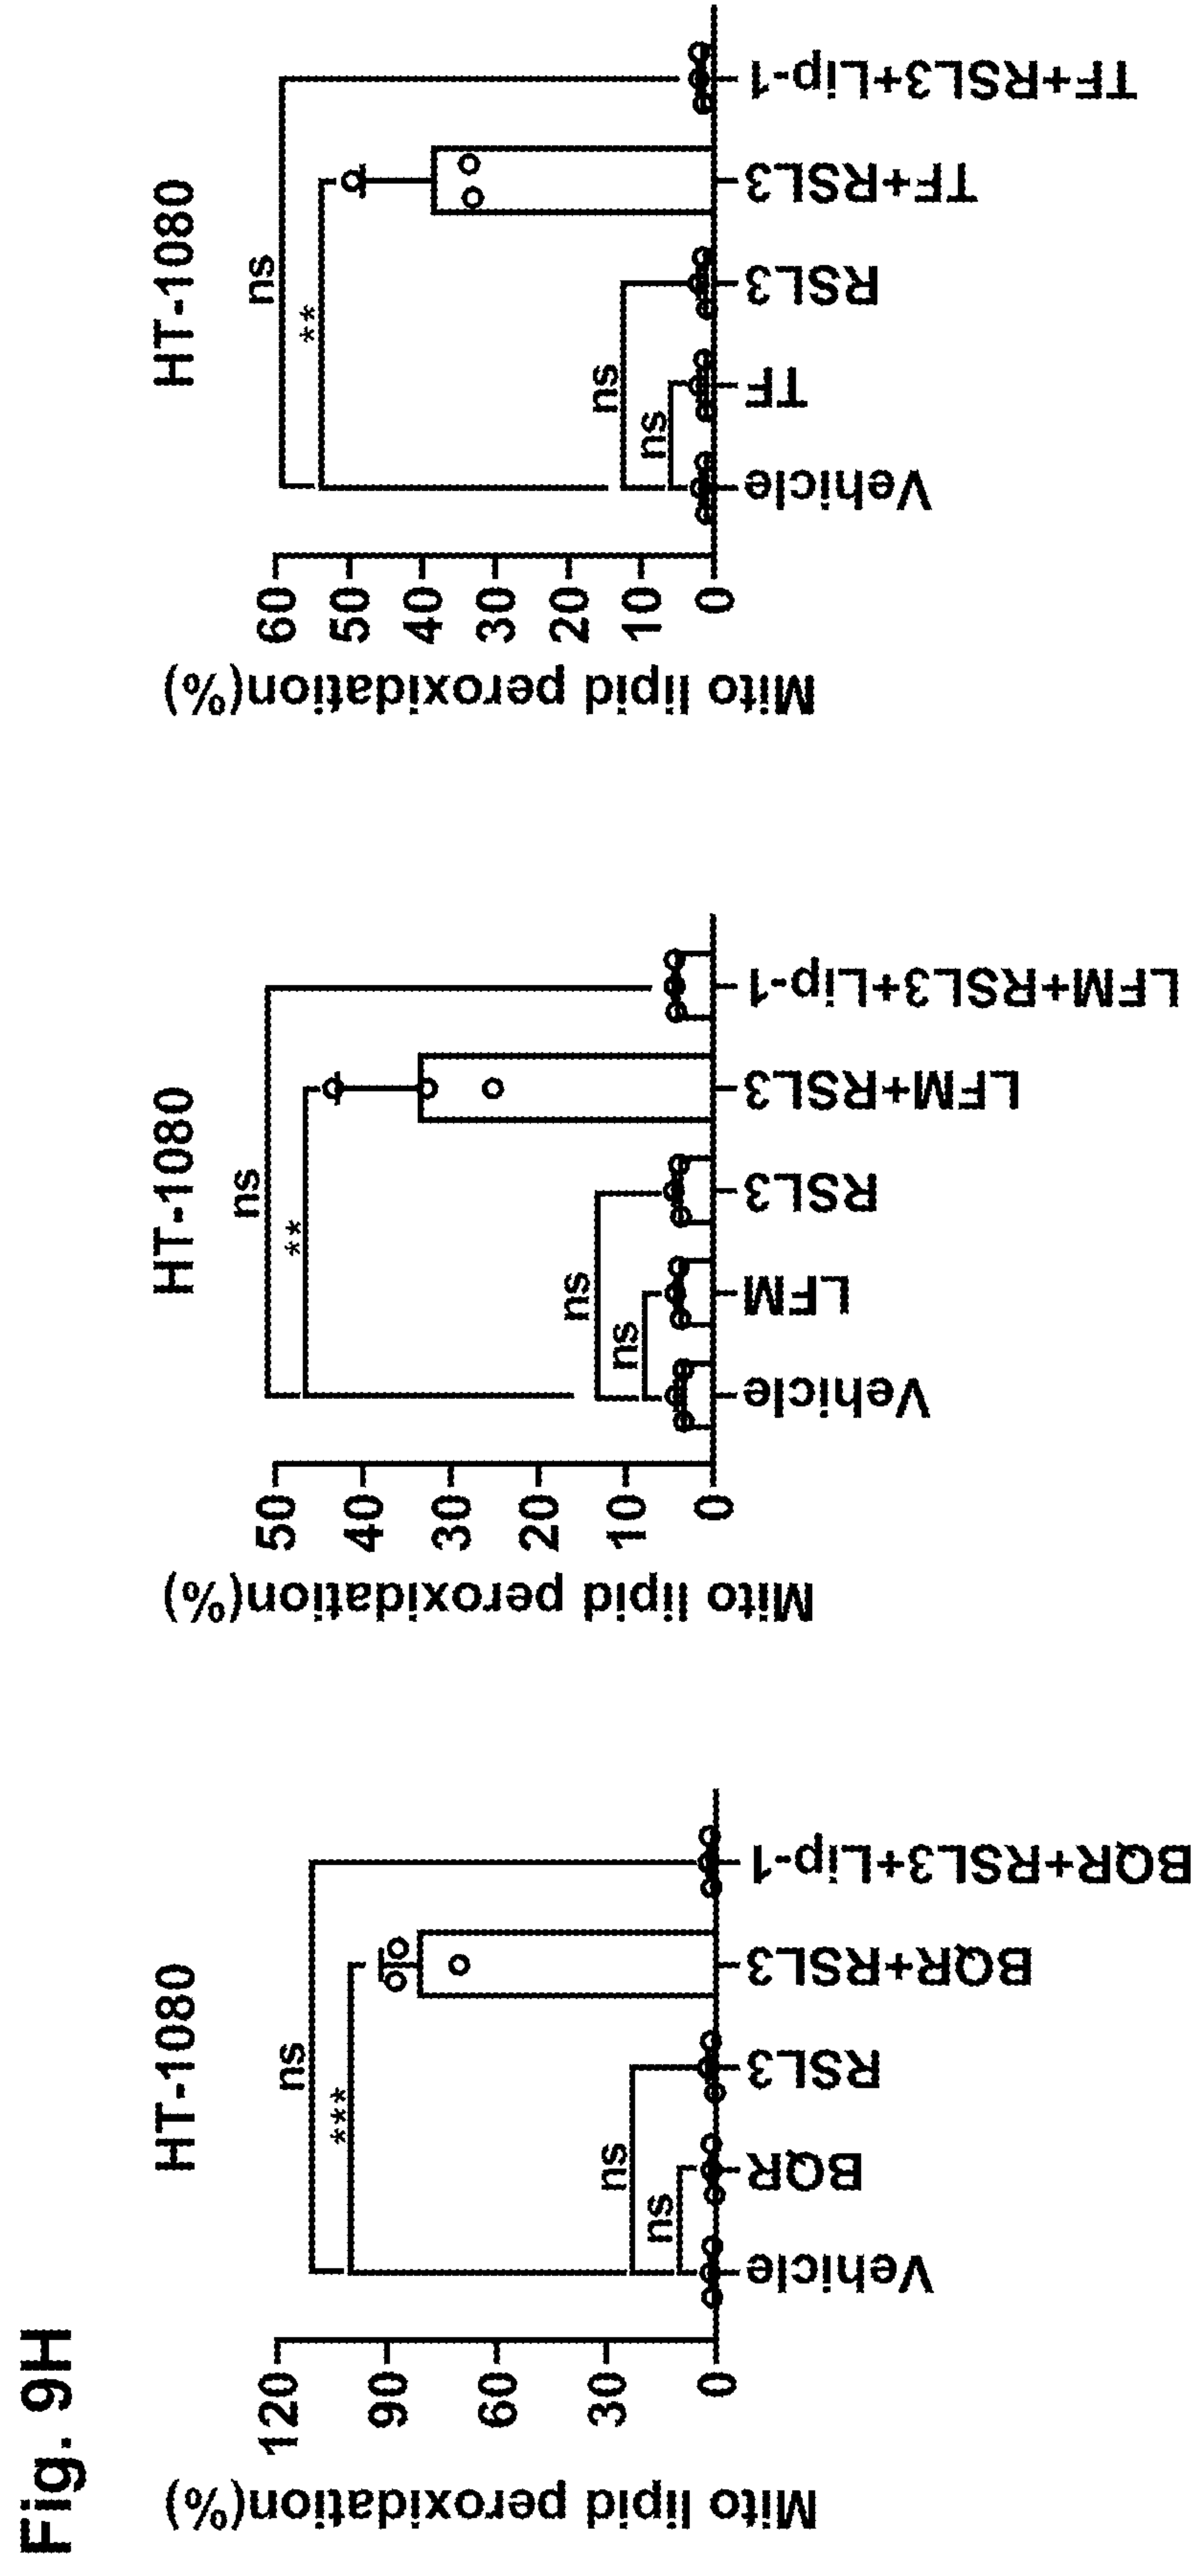 Fig. 9H
HT-1080
Mito lipid peroxidation(%)
120
90
60
30
0
ns
***
ns
ns
Vehicle
BQR
RSL3
BQR+RSL3
BQR+RSL3+Lip-1
HT-1080
Mito lipid peroxidation(%)
50
40
30
20
10
0
ns
**
ns
ns
Vehicle
LFM
RSL3
LFM+RSL3
LFM+RSL3+Lip-1
HT-1080
Mito lipid peroxidation(%)
60
50
40
30
20
10
0
ns
**
ns
ns
Vehicle
TF
RSL3
TF+RSL3
TF+RSL3+Lip-1